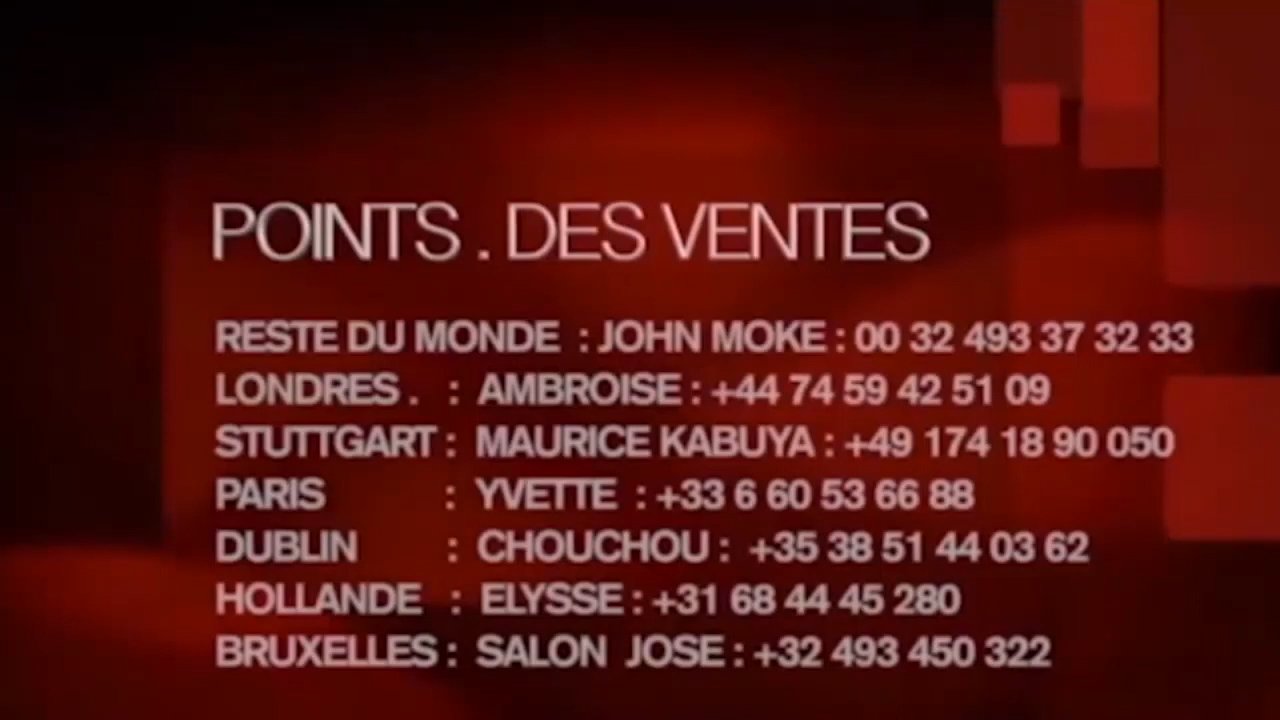 POINTS . DES VENTES
RESTE DU MONDE : JOHN MOKE : 00 32 493 37 32 33
LONDRES . : AMBROISE : +44 74 59 42 51 09
STUTTGART : MAURICE KABUYA : +49 174 18 90 050
PARIS : YVETTE : +33 6 60 53 66 88
DUBLIN : CHOUCHOU : +35 38 51 44 03 62
HOLLANDE : ELYSSE : +31 68 44 45 280
BRUXELLES : SALON JOSE : +32 493 450 322